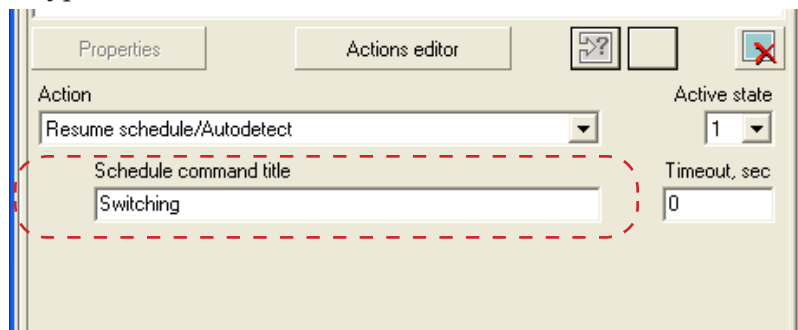 Properties Actions editor ?
Action Active state
Resume schedule/Autodetect 1
Schedule command title Timeout, sec
Switching 0